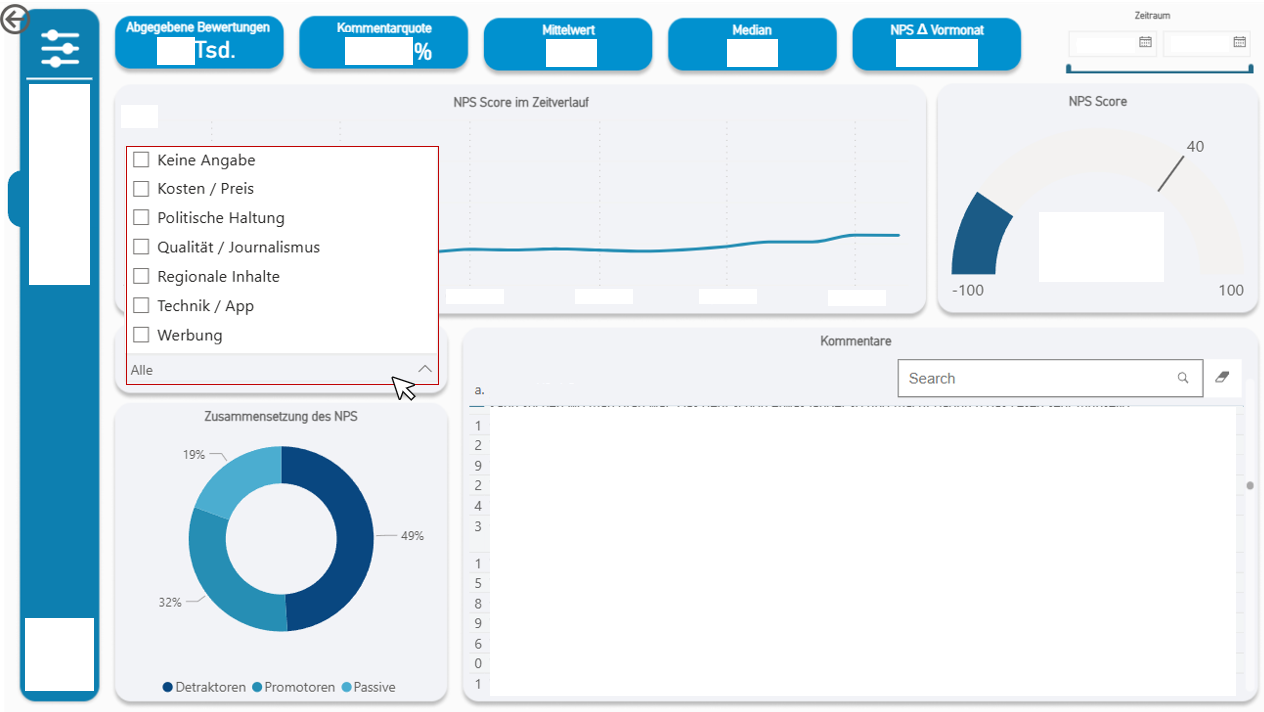 Abgegebene Bewertungen
Tsd.
Kommentarquote
%
Mittelwert
Median
NPS Δ Vormonat
Zeitraum
NPS Score im Zeitverlauf
Keine Angabe
Kosten / Preis
Politische Haltung
Qualität / Journalismus
Regionale Inhalte
Technik / App
Werbung
Alle
NPS Score
40
-100
100
Zusammensetzung des NPS
19%
49%
32%
Detraktoren Promotoren Passive
Kommentare
Search
a.
1
2
9
2
4
3
1
5
8
9
6
0
1